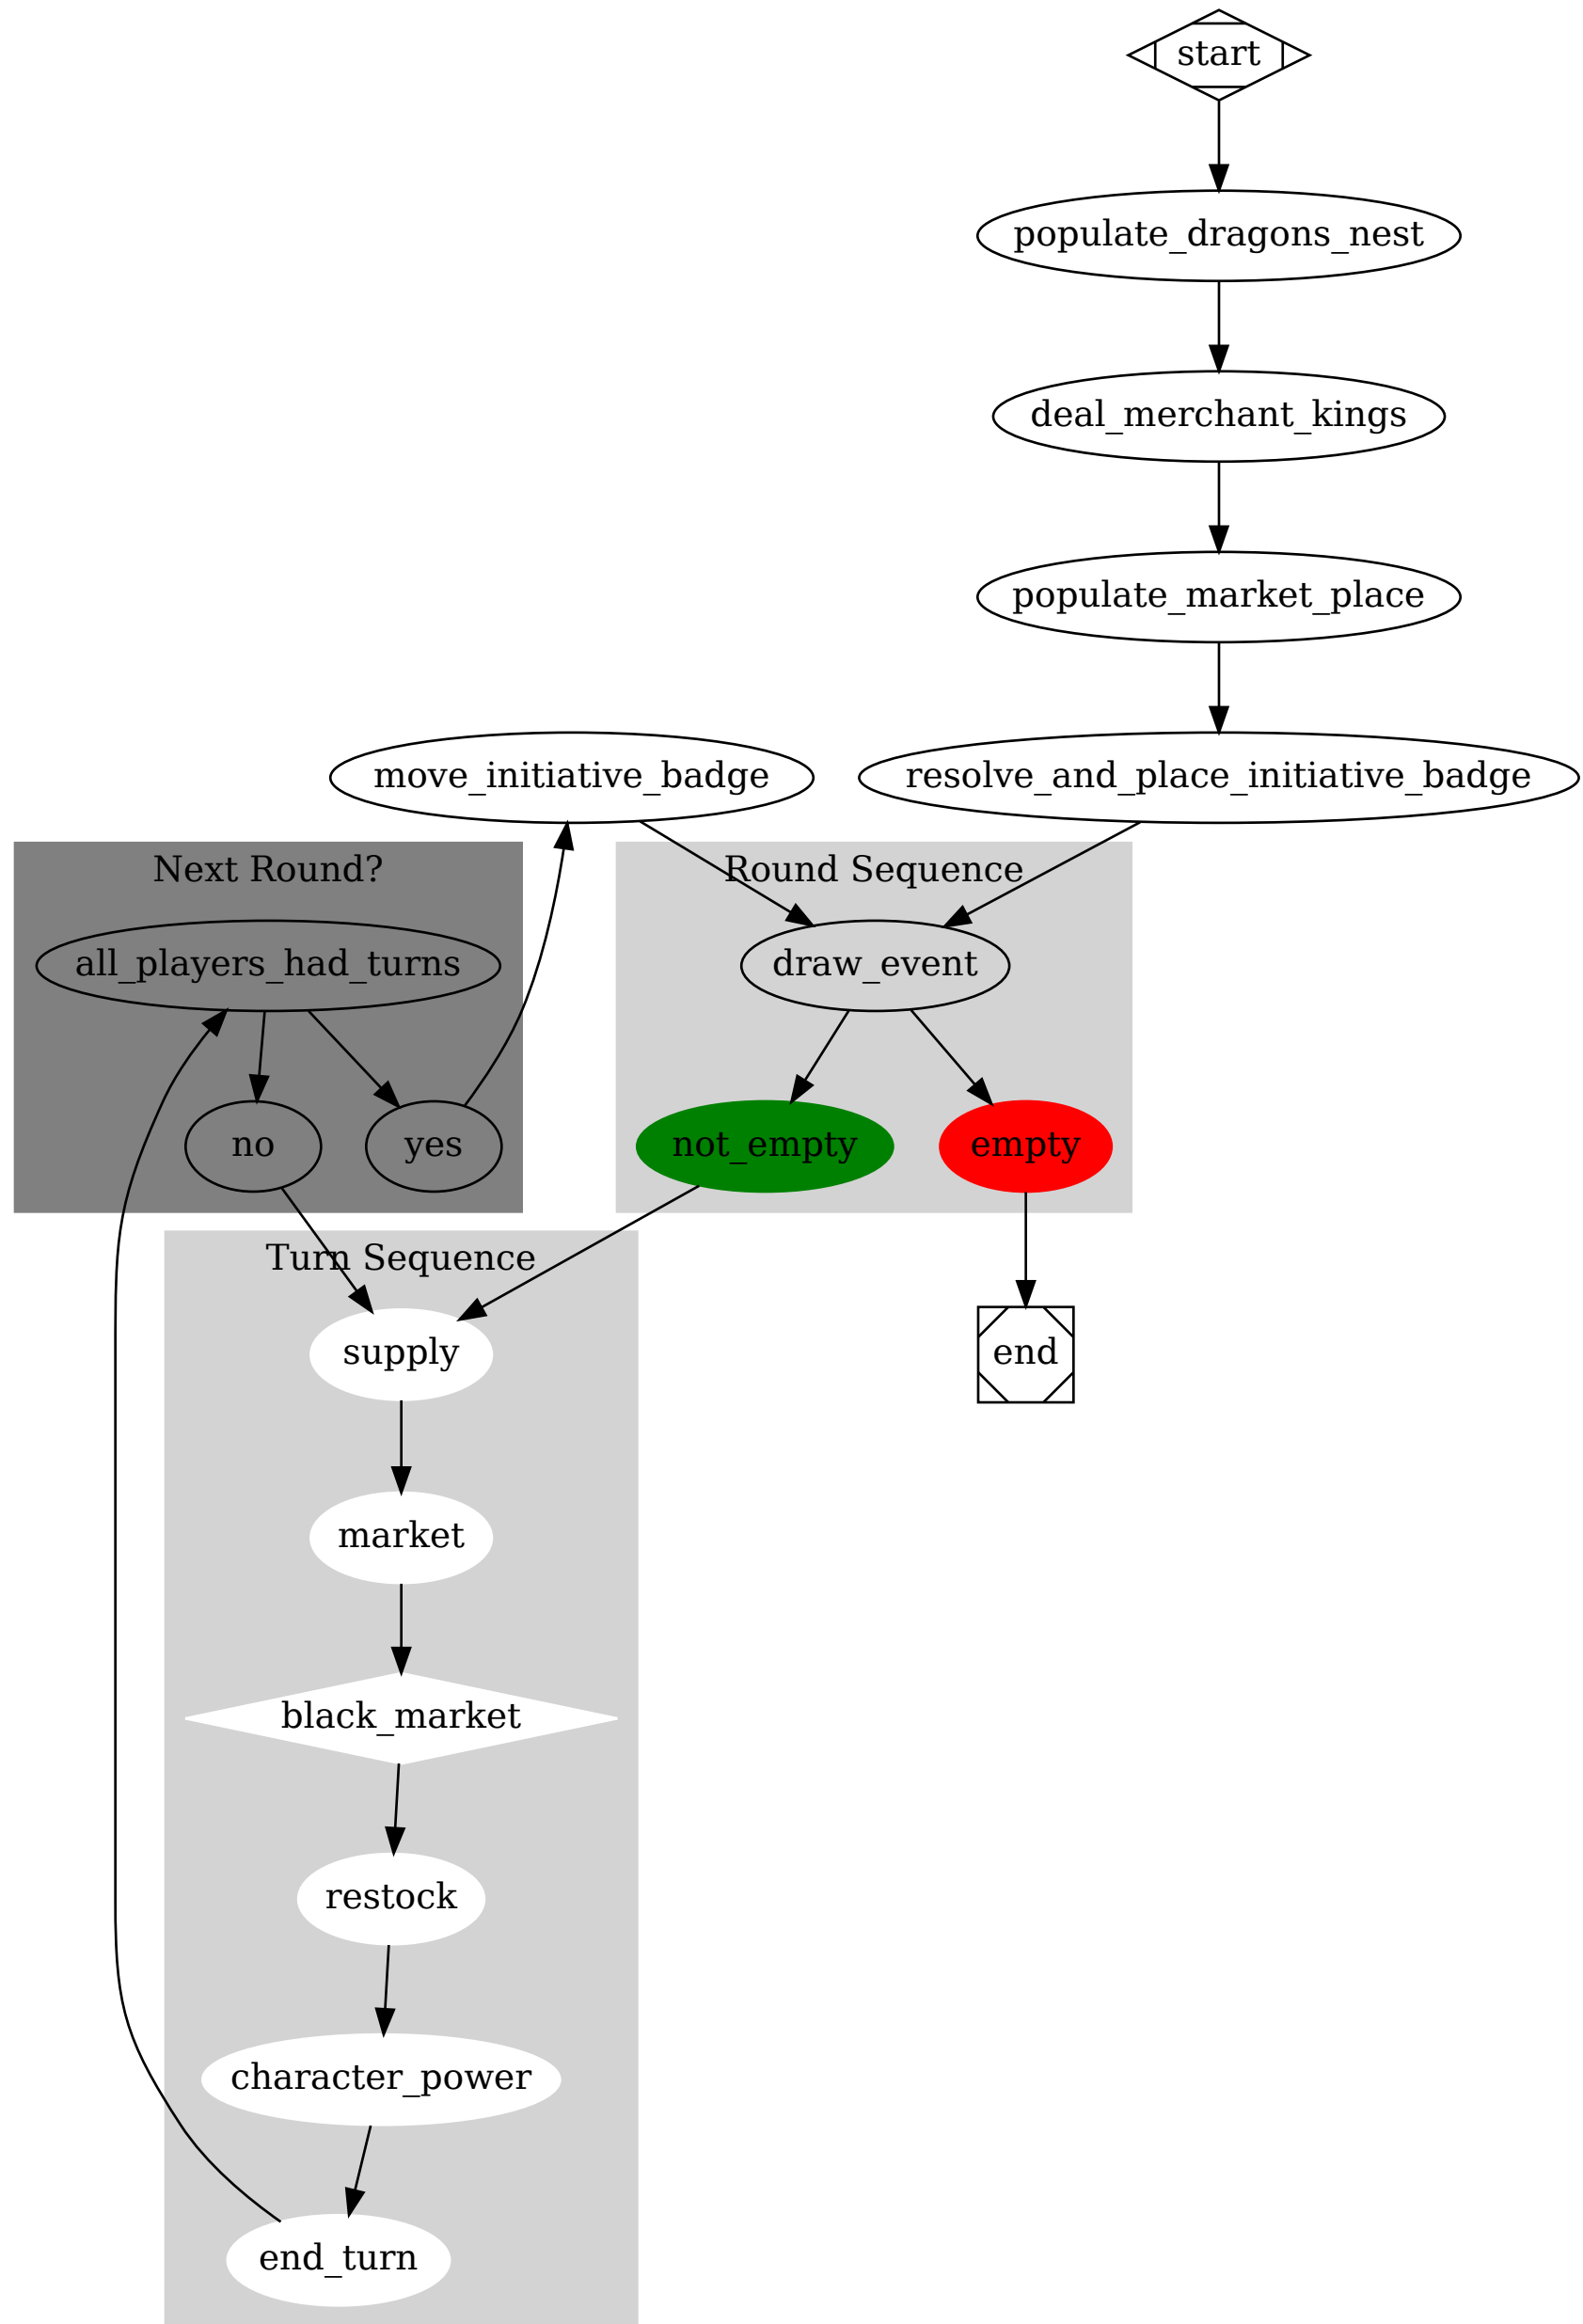 start
populate_dragons_nest
deal_merchant_kings
populate_market_place
move_initiative_badge
resolve_and_place_initiative_badge
Next Round?
Round Sequence
all_players_had_turns
draw_event
no
yes
not_empty
empty
Turn Sequence
supply
end
market
black_market
restock
character_power
end_turn